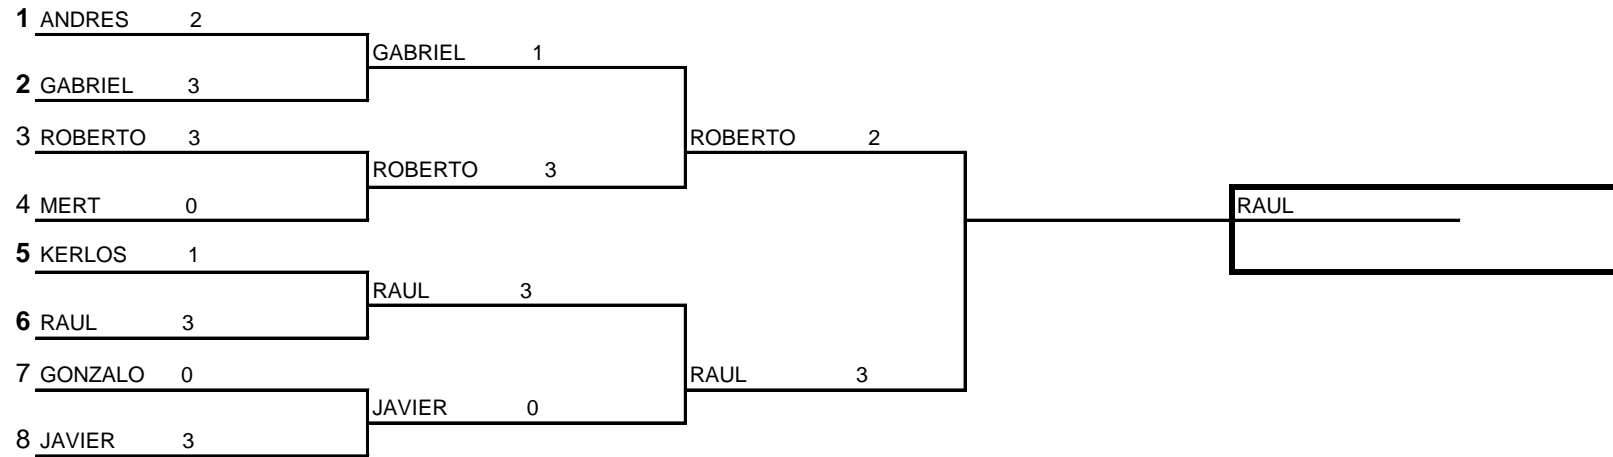 1 ANDRES 2
GABRIEL 1
2 GABRIEL 3
3 ROBERTO 3
ROBERTO 2
ROBERTO 3
4 MERT 0
RAUL
5 KERLOS 1
RAUL 3
6 RAUL 3
7 GONZALO 0
RAUL 3
JAVIER 0
8 JAVIER 3